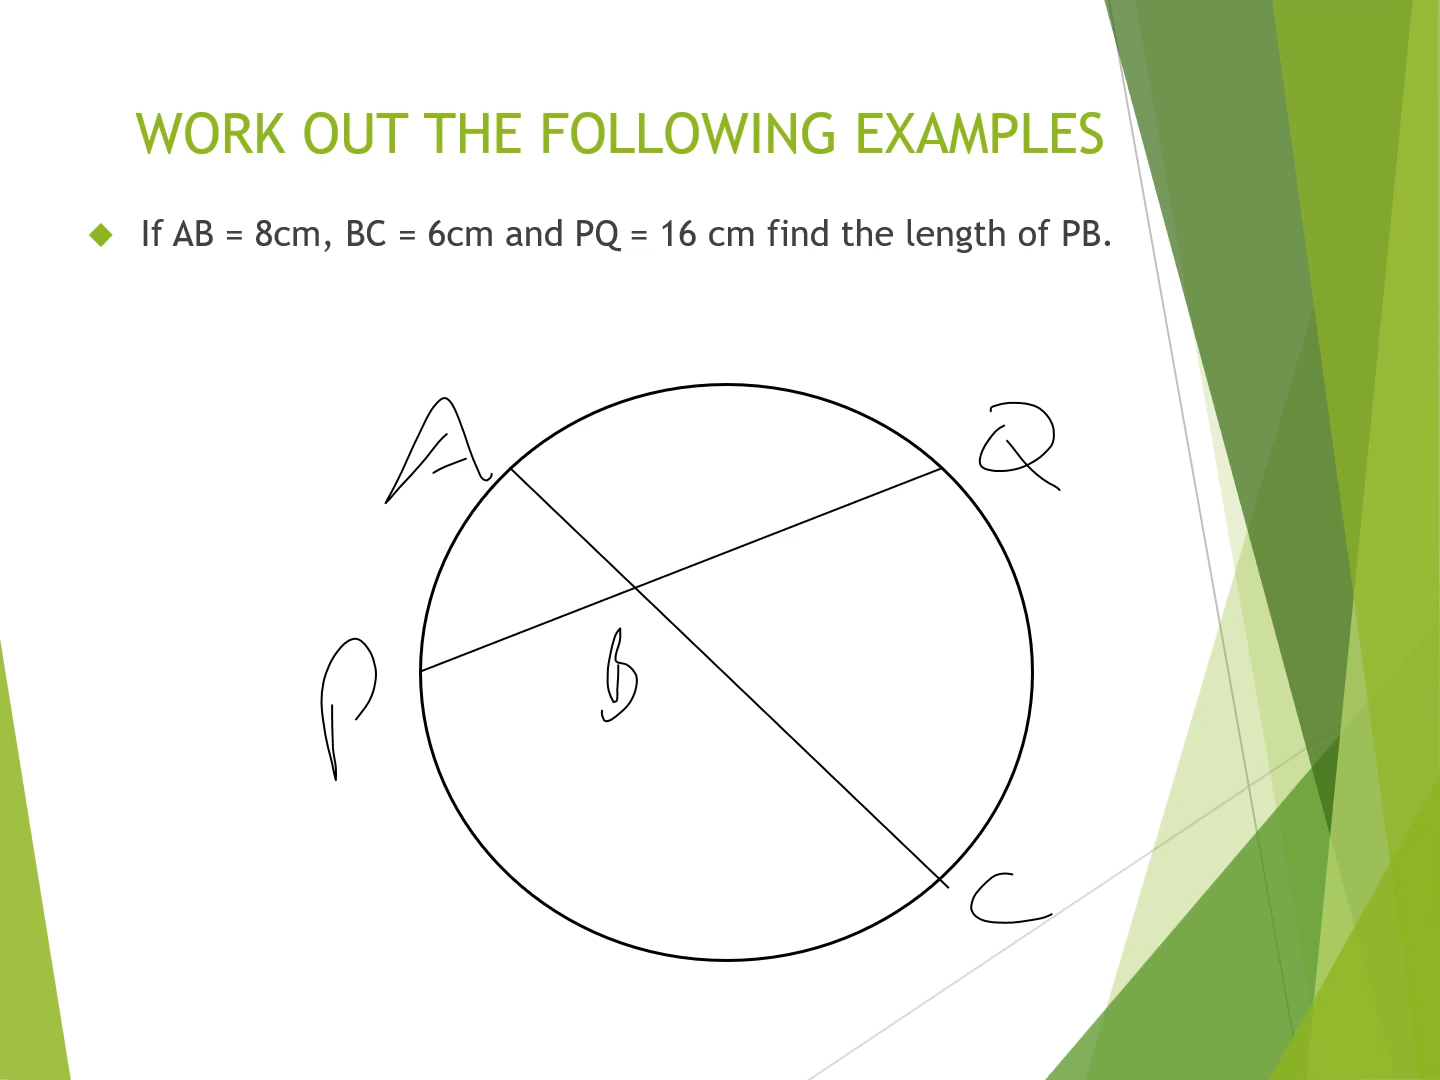 WORK OUT THE FOLLOWING EXAMPLES
If AB = 8cm, BC = 6cm and PQ = 16 cm find the length of PB.
A
Q
P
B
C